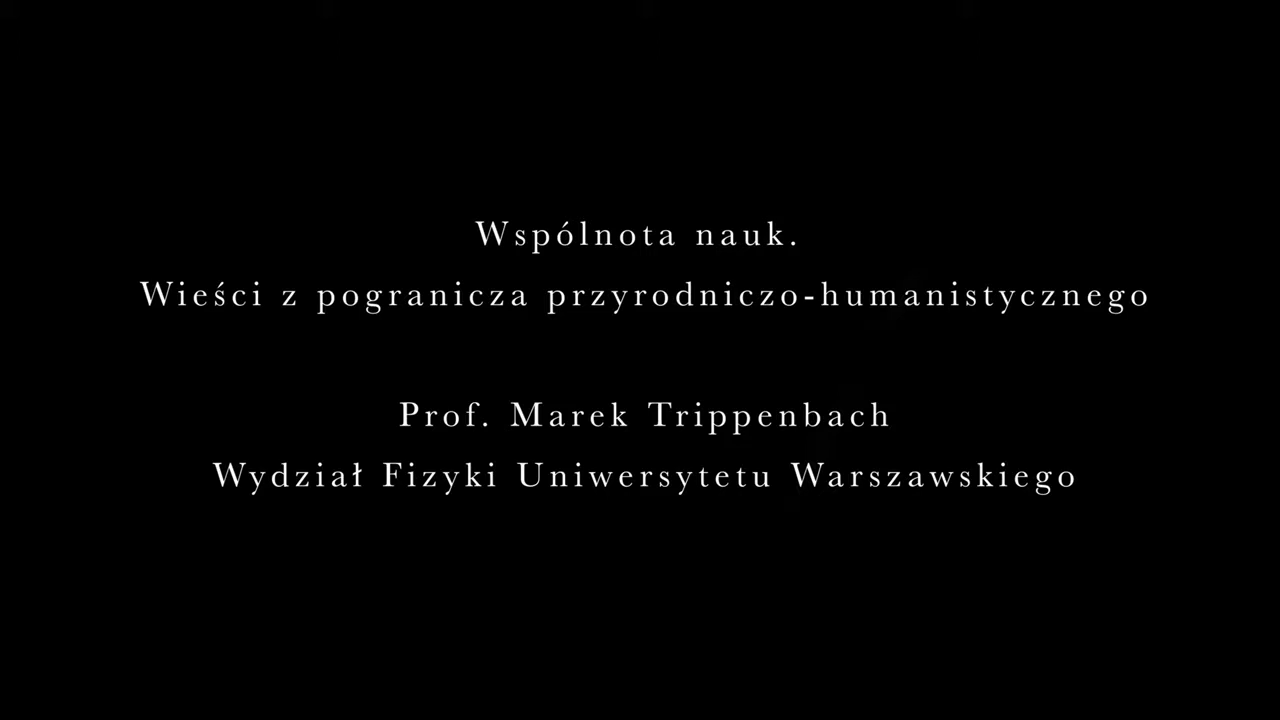 Wspólnota nauk.
Wieści z pogranicza przyrodniczo-humanistycznego
Prof. Marek Trippenbach
Wydział Fizyki Uniwersytetu Warszawskiego